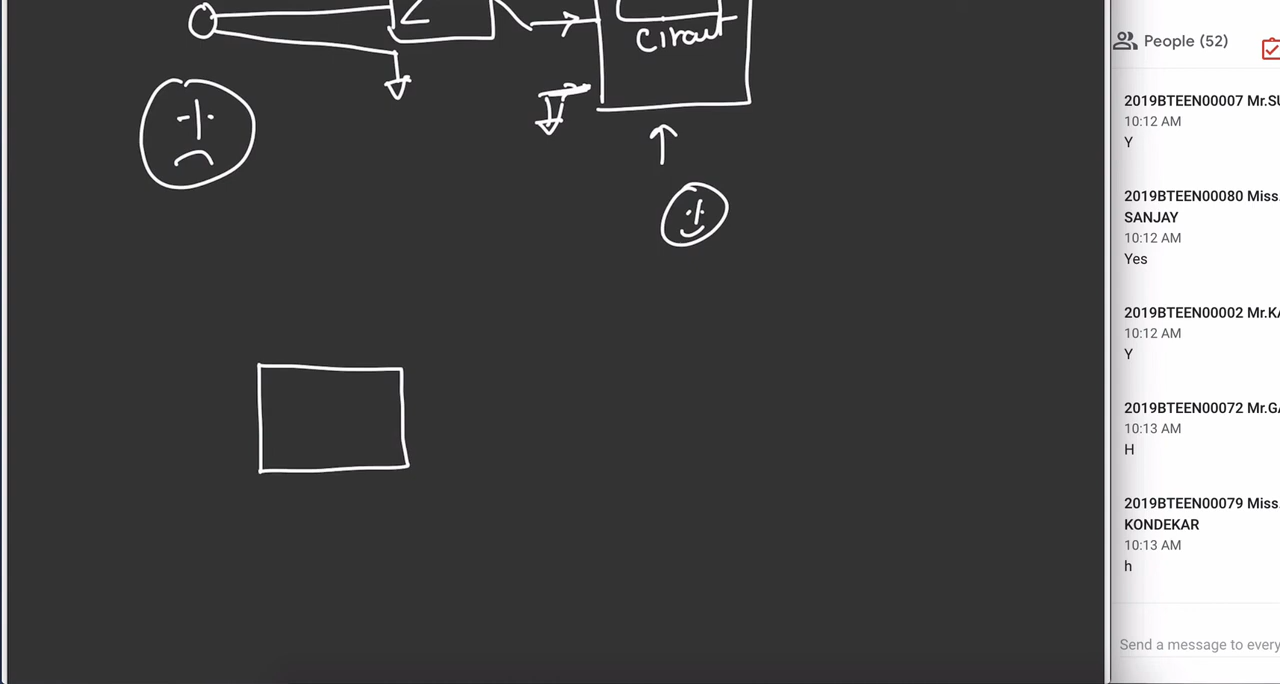 Circuit
People (52)
2019BTEEN00007 Mr.SU
10:12 AM
Y
2019BTEEN00080 Miss.
SANJAY
10:12 AM
Yes
2019BTEEN00002 Mr.KA
10:12 AM
Y
2019BTEEN00072 Mr.GA
10:13 AM
H
2019BTEEN00079 Miss.
KONDEKAR
10:13 AM
h
Send a message to every